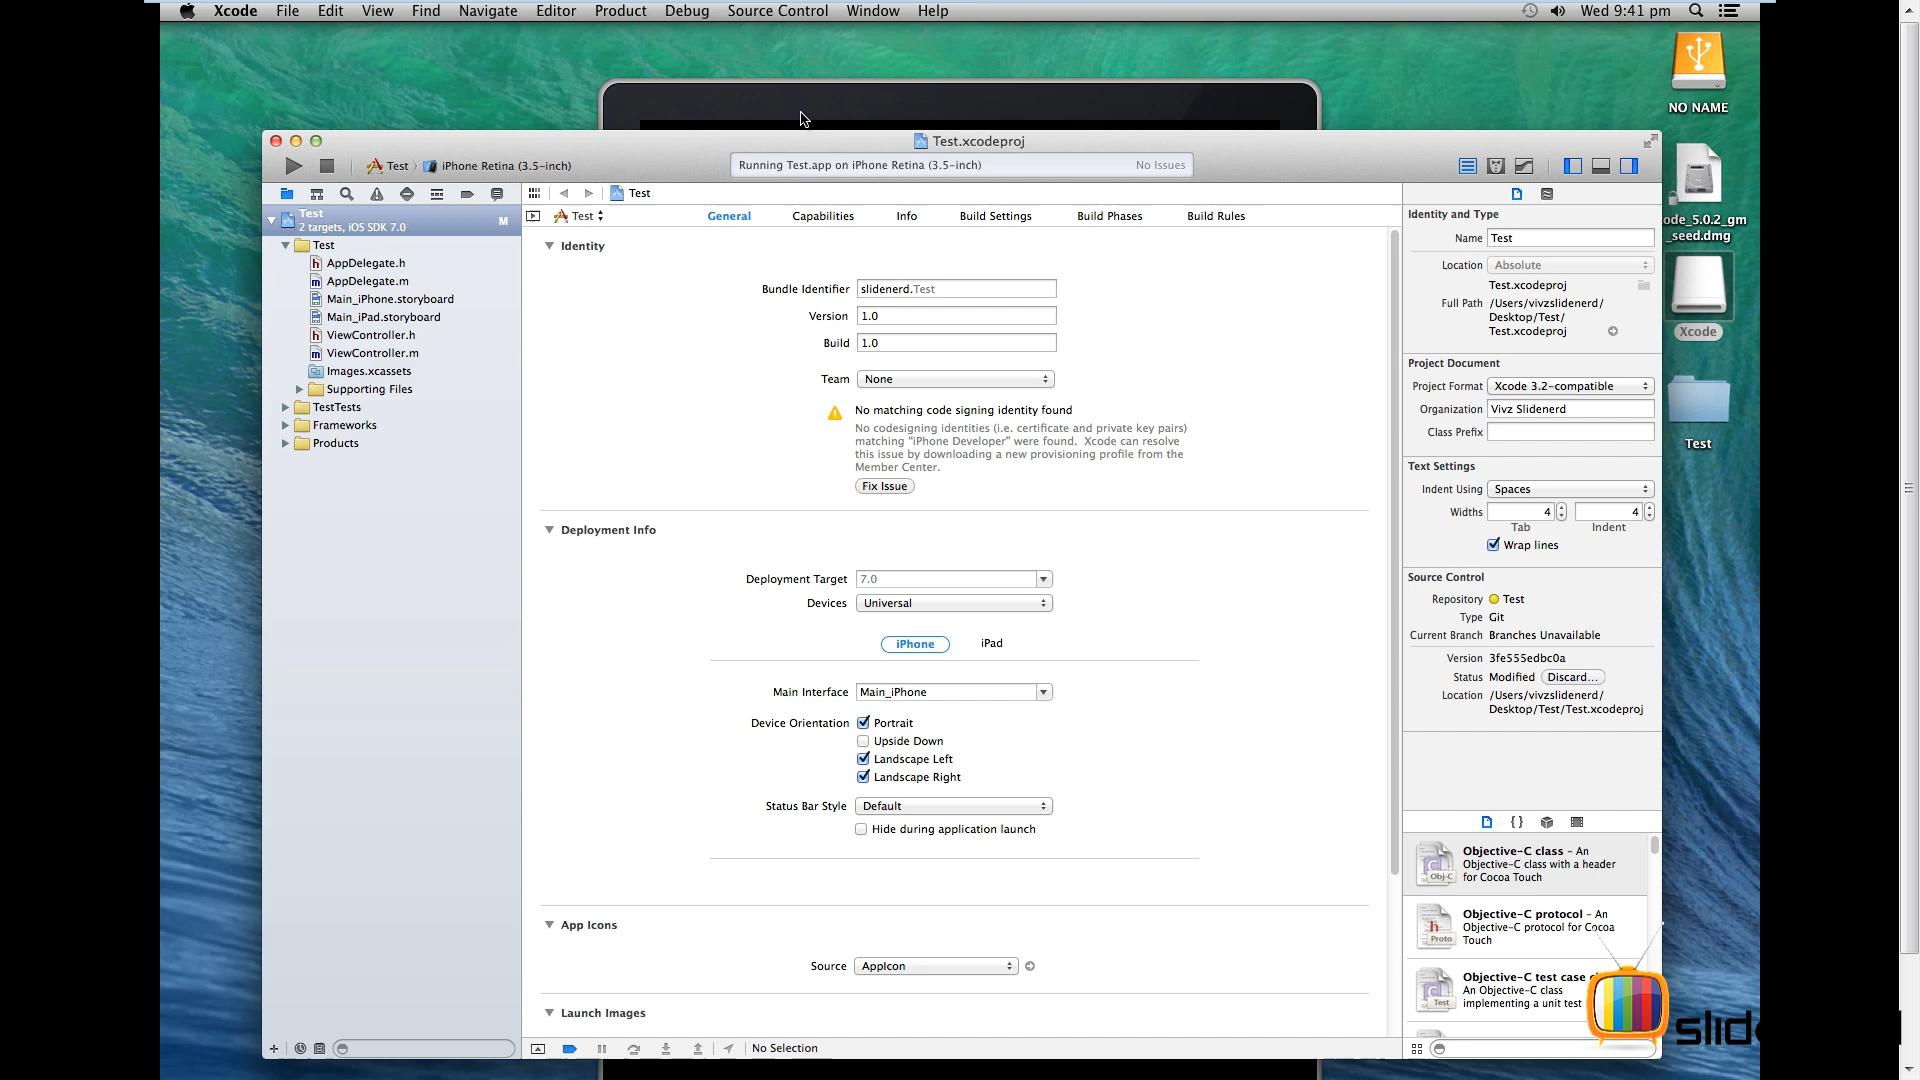 Xcode File Edit View Find Navigate Editor Product Debug Source Control Window Help Wed 9:41 pm
NO NAME
Test.xcodeproj
Test iPhone Retina (3.5-inch) Running Test.app on iPhone Retina (3.5-inch) No Issues
Test
Test
2 targets, iOS SDK 7.0
M
Test
AppDelegate.h
AppDelegate.m
Main_iPhone.storyboard
Main_iPad.storyboard
ViewController.h
ViewController.m
Images.xcassets
Supporting Files
TestTests
Frameworks
Products
Test General Capabilities Info Build Settings Build Phases Build Rules
Identity
Bundle Identifier slidenerd.Test
Version 1.0
Build 1.0
Team None
No matching code signing identity found
No codesigning identities (i.e. certificate and private key pairs)
matching “iPhone Developer” were found. Xcode can resolve
this issue by downloading a new provisioning profile from the
Member Center.
Fix Issue
Deployment Info
Deployment Target 7.0
Devices Universal
iPhone iPad
Main Interface Main_iPhone
Device Orientation Portrait
Upside Down
Landscape Left
Landscape Right
Status Bar Style Default
Hide during application launch
App Icons
Source AppIcon
Launch Images
No Selection
Identity and Type
Name Test
Location Absolute
Test.xcodeproj
Full Path /Users/vivzslidenerd/
Desktop/Test/
Test.xcodeproj
Project Document
Project Format Xcode 3.2-compatible
Organization Vivz Slidenerd
Class Prefix
Text Settings
Indent Using Spaces
Widths 4 4
Tab Indent
Wrap lines
Source Control
Repository Test
Type Git
Current Branch Branches Unavailable
Version 3fe555edbc0a
Status Modified Discard...
Location /Users/vivzslidenerd/
Desktop/Test/Test.xcodeproj
{ }
Objective-C class - An
Objective-C class with a header
for Cocoa Touch
Obj-C
Objective-C protocol - An
Objective-C protocol for Cocoa
Touch
h
Proto
Objective-C test case
An Objective-C class
implementing a unit test
Test
ode_5.0.2_gm
_seed.dmg
Xcode
Test
slide